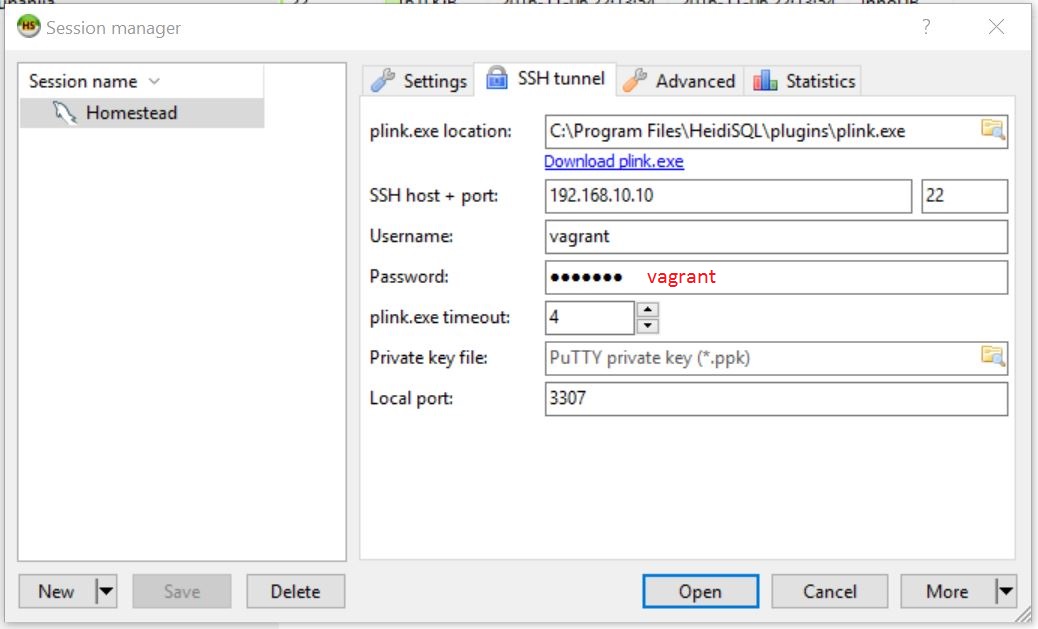 Session manager
?
Session name
Homestead
Settings
SSH tunnel
Advanced
Statistics
plink.exe location:
C:\Program Files\HeidiSQL\plugins\plink.exe
Download plink.exe
SSH host + port:
192.168.10.10
22
Username:
vagrant
Password:
●●●●●●● vagrant
plink.exe timeout:
4
Private key file:
PuTTY private key (*.ppk)
Local port:
3307
New
Save
Delete
Open
Cancel
More